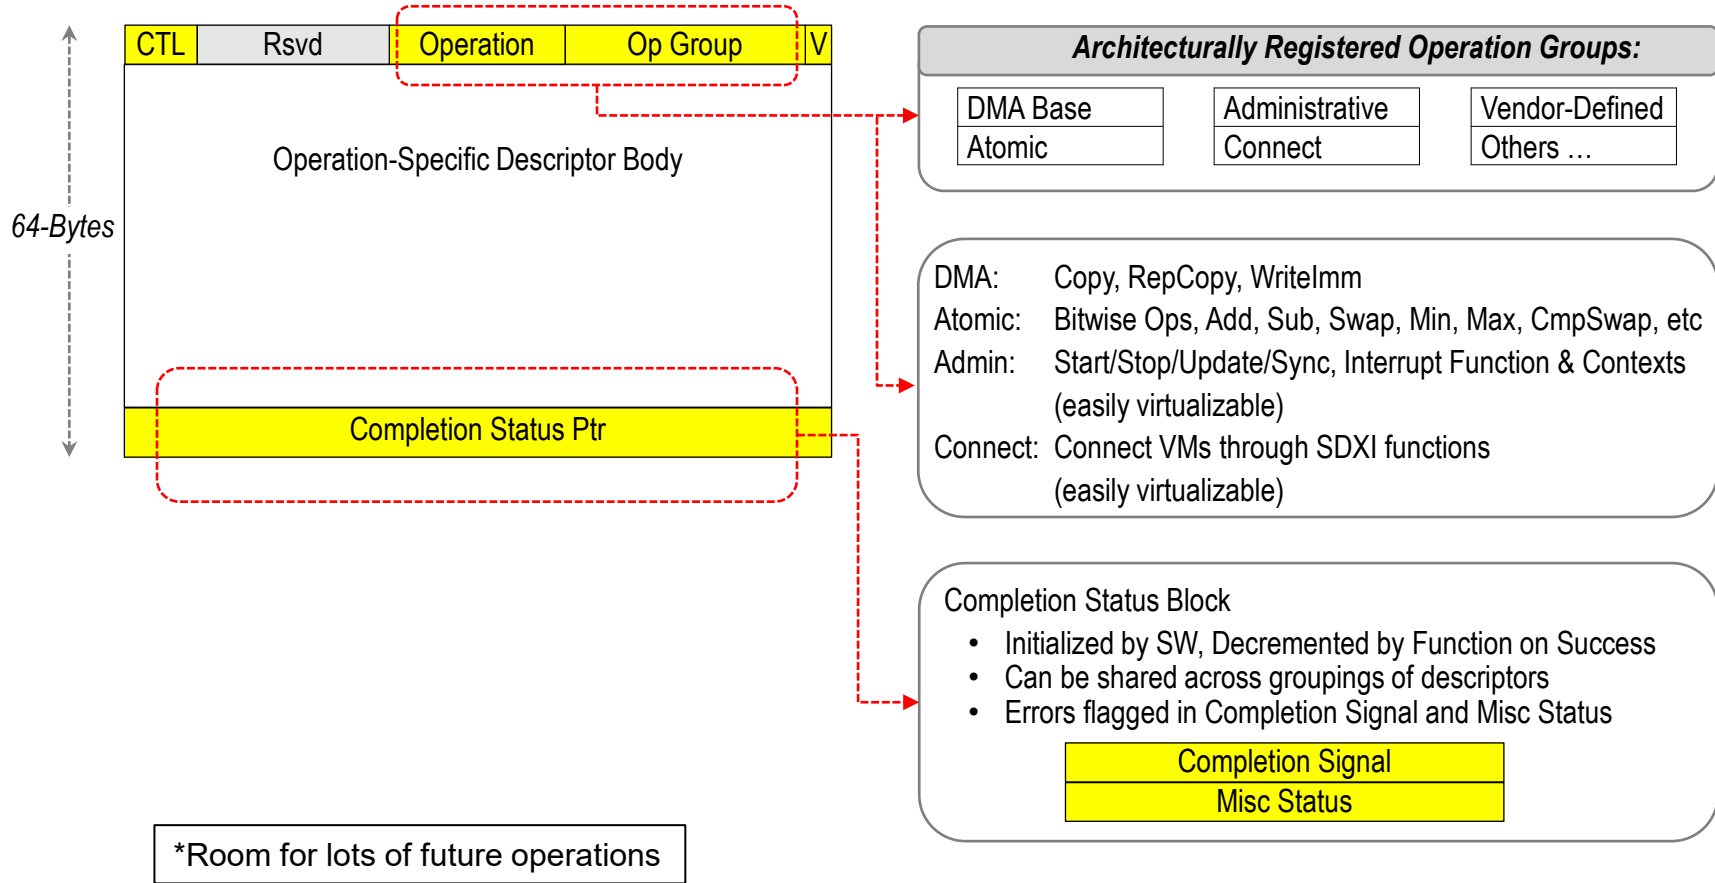 CTL Rsvd Operation Op Group V
Operation-Specific Descriptor Body
64-Bytes
Completion Status Ptr
*Room for lots of future operations
Architecturally Registered Operation Groups:
DMA Base Administrative Vendor-Defined
Atomic Connect Others ...
DMA: Copy, RepCopy, WriteImm
Atomic: Bitwise Ops, Add, Sub, Swap, Min, Max, CmpSwap, etc
Admin: Start/Stop/Update/Sync, Interrupt Function & Contexts
(easily virtualizable)
Connect: Connect VMs through SDXI functions
(easily virtualizable)
Completion Status Block
• Initialized by SW, Decremented by Function on Success
• Can be shared across groupings of descriptors
• Errors flagged in Completion Signal and Misc Status
Completion Signal
Misc Status